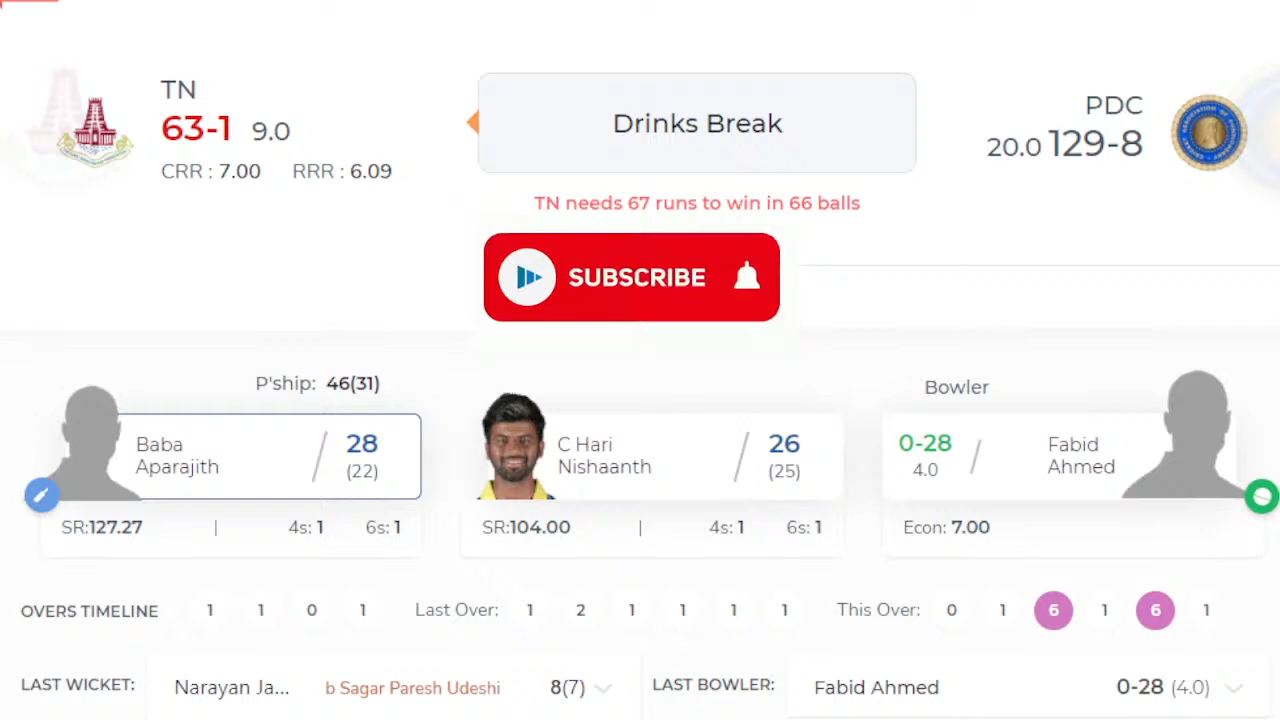 TN
63-1 9.0
CRR : 7.00 RRR : 6.09
Drinks Break
TN needs 67 runs to win in 66 balls
PDC
20.0 129-8
SUBSCRIBE
P'ship: 46(31)
Baba
Aparajith
28
(22)
SR:127.27 | 4s: 1 6s: 1
C Hari
Nishaanth
26
(25)
SR:104.00 | 4s: 1 6s: 1
Bowler
0-28
4.0
Fabid
Ahmed
Econ: 7.00
OVERS TIMELINE 1 1 0 1 Last Over: 1 2 1 1 1 1 This Over: 0 1 6 1 6 1
LAST WICKET: Narayan Ja... b Sagar Paresh Udeshi 8(7) LAST BOWLER: Fabid Ahmed 0-28 (4.0)